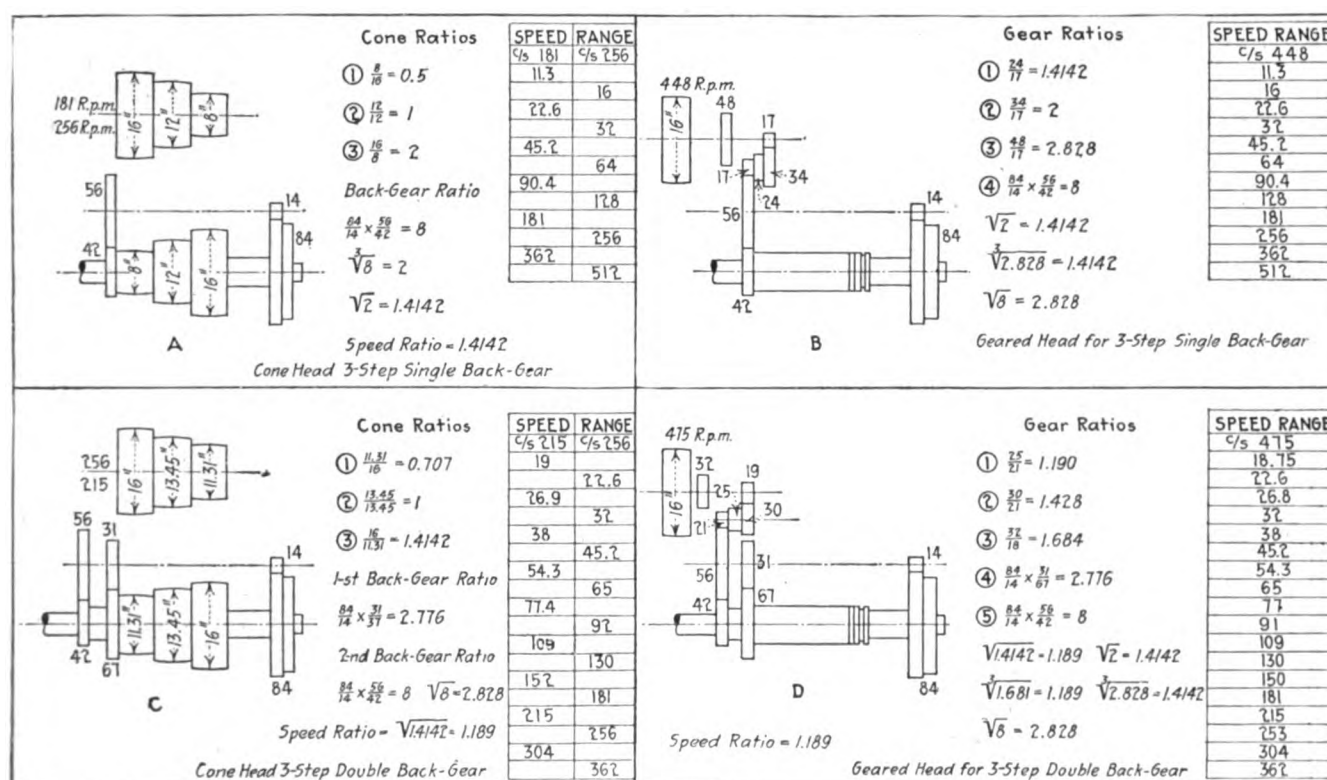 Cone Ratios
① 8/16 = 0.5
② 12/12 = 1
③ 16/8 = 2
Back-Gear Ratio
84/14 × 56/42 = 8
∛8 = 2
√2 = 1.4142
Speed Ratio = 1.4142
181 R.p.m.
256 R.p.m.
16"
12"
8"
56
42
8"
12"
16"
14
84
A
Cone Head 3-Step Single Back-Gear
SPEED RANGE
c/s 181 c/s 256
11.3
16
22.6
32
45.2
64
90.4
128
181
256
362
512
448 R.p.m.
16"
48
17
17
34
24
56
42
14
84
B
Gear Ratios
① 24/17 = 1.4142
② 34/17 = 2
③ 48/17 = 2.828
④ 84/14 × 56/42 = 8
√2 = 1.4142
∛2.828 = 1.4142
√8 = 2.828
Geared Head for 3-Step Single Back-Gear
SPEED RANGE
c/s 448
11.3
16
22.6
32
45.2
64
90.4
128
181
256
362
512
256
215
16"
13.45"
11.31"
56
31
42
67
11.31"
13.45"
16"
14
84
C
Cone Ratios
① 11.31/16 = 0.707
② 13.45/13.45 = 1
③ 16/11.31 = 1.4142
1-st Back-Gear Ratio
84/14 × 31/37 = 2.776
2-nd Back-Gear Ratio
84/14 × 56/42 = 8 √8 = 2.828
Speed Ratio = √1.4142 = 1.189
Cone Head 3-Step Double Back-Gear
SPEED RANGE
c/s 215 c/s 256
19
22.6
26.9
32
38
45.2
54.3
65
77.4
92
109
130
152
181
215
256
304
362
475 R.p.m.
16"
32
25
19
21
30
56
31
42
67
14
84
D
Speed Ratio = 1.189
Gear Ratios
① 25/21 = 1.190
② 30/21 = 1.428
③ 32/18 = 1.684
④ 84/14 × 31/67 = 2.776
⑤ 84/14 × 56/42 = 8
√1.4142 = 1.189 √2 = 1.4142
∛1.681 = 1.189 ∛2.828 = 1.4142
√8 = 2.828
Geared Head for 3-Step Double Back-Gear
SPEED RANGE
c/s 475
18.75
22.6
26.8
32
38
45.2
54.3
65
77
91
109
130
150
181
215
253
304
362